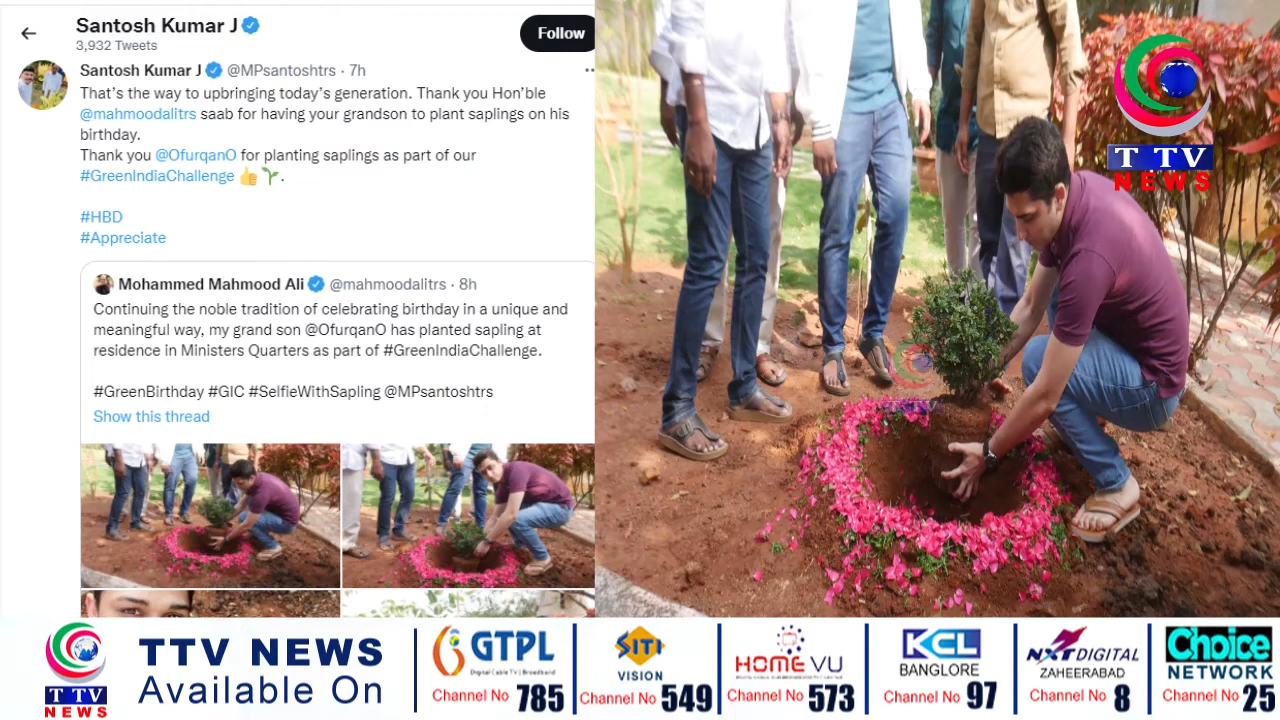 Santosh Kumar J
3,932 Tweets
Follow
Santosh Kumar J @MPsantoshtrs · 7h
That's the way to upbringing today's generation. Thank you Hon'ble
@mahmoodalitrs saab for having your grandson to plant saplings on his
birthday.
Thank you @OfurqanO for planting saplings as part of our
#GreenIndiaChallenge 👍🌱.
#HBD
#Appreciate
Mohammed Mahmood Ali @mahmoodalitrs · 8h
Continuing the noble tradition of celebrating birthday in a unique and
meaningful way, my grand son @OfurqanO has planted sapling at
residence in Ministers Quarters as part of #GreenIndiaChallenge.
#GreenBirthday #GIC #SelfieWithSapling @MPsantoshtrs
Show this thread
T TV
NEWS
T TV
NEWS
TTV NEWS
Available On
GTPL
Digital Cable TV | Broadband
Channel No 785
SITI
VISION
Channel No 549
HOME VU
Channel No 573
KCL
BANGLORE
Channel No 97
NXT DIGITAL
ZAHEERABAD
Channel No 8
Choice
NETWORK
Channel No 25